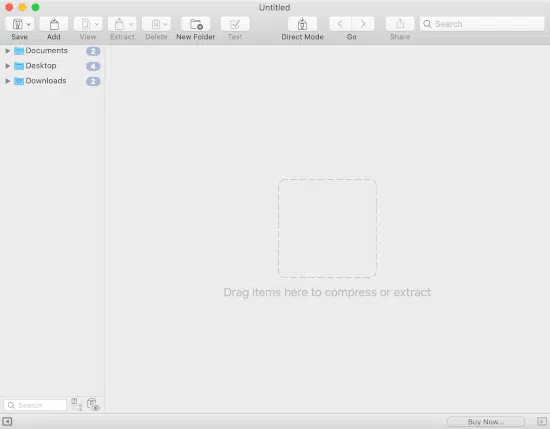 Untitled
Save Add View Extract Delete New Folder Test Direct Mode Go Share Search
Documents 2
Desktop 4
Downloads 2
Drag items here to compress or extract
Search
Buy Now...